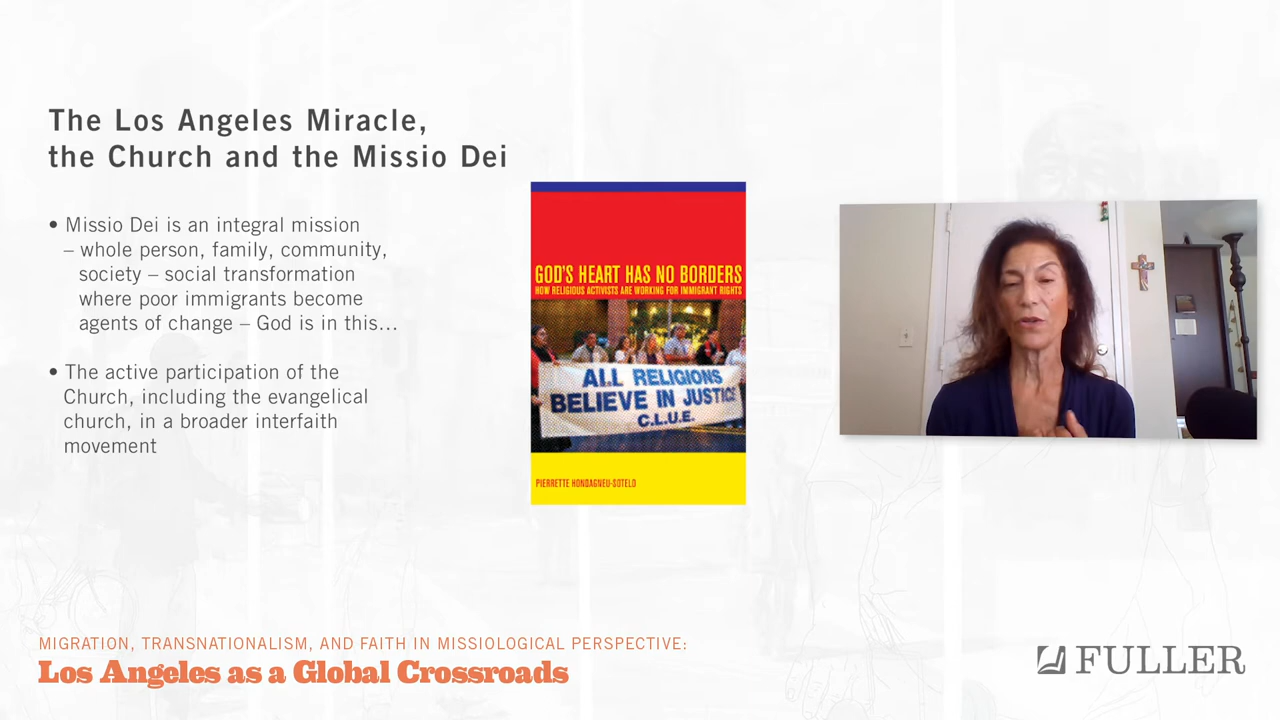 The Los Angeles Miracle,
the Church and the Missio Dei
• Missio Dei is an integral mission
– whole person, family, community,
society – social transformation
where poor immigrants become
agents of change – God is in this...
• The active participation of the
Church, including the evangelical
church, in a broader interfaith
movement
GOD'S HEART HAS NO BORDERS
HOW RELIGIOUS ACTIVISTS ARE WORKING FOR IMMIGRANT RIGHTS
ALL RELIGIONS
BELIEVE IN JUSTICE
C.L.U.E.
PIERRETTE HONDAGNEU-SOTELO
MIGRATION, TRANSNATIONALISM, AND FAITH IN MISSIOLOGICAL PERSPECTIVE:
Los Angeles as a Global Crossroads
FULLER